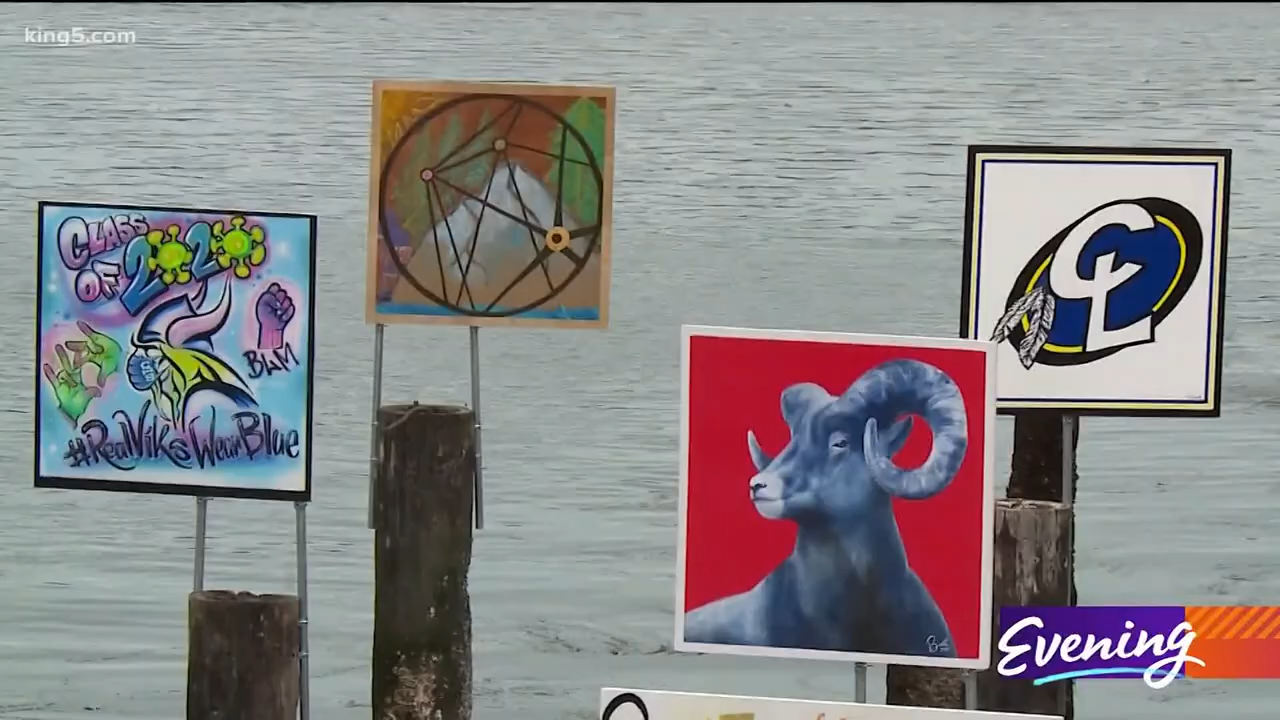 king5.com
CLASS
OF 2020
BLM
#RealViksWearBlue
CL
Evening